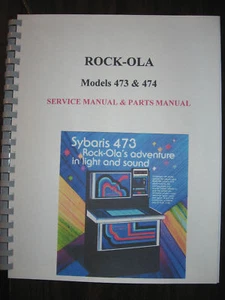 ROCK-OLA
Models 473 & 474
SERVICE MANUAL & PARTS MANUAL
Sybaris 473
Rock-Ola's adventure
in light and sound